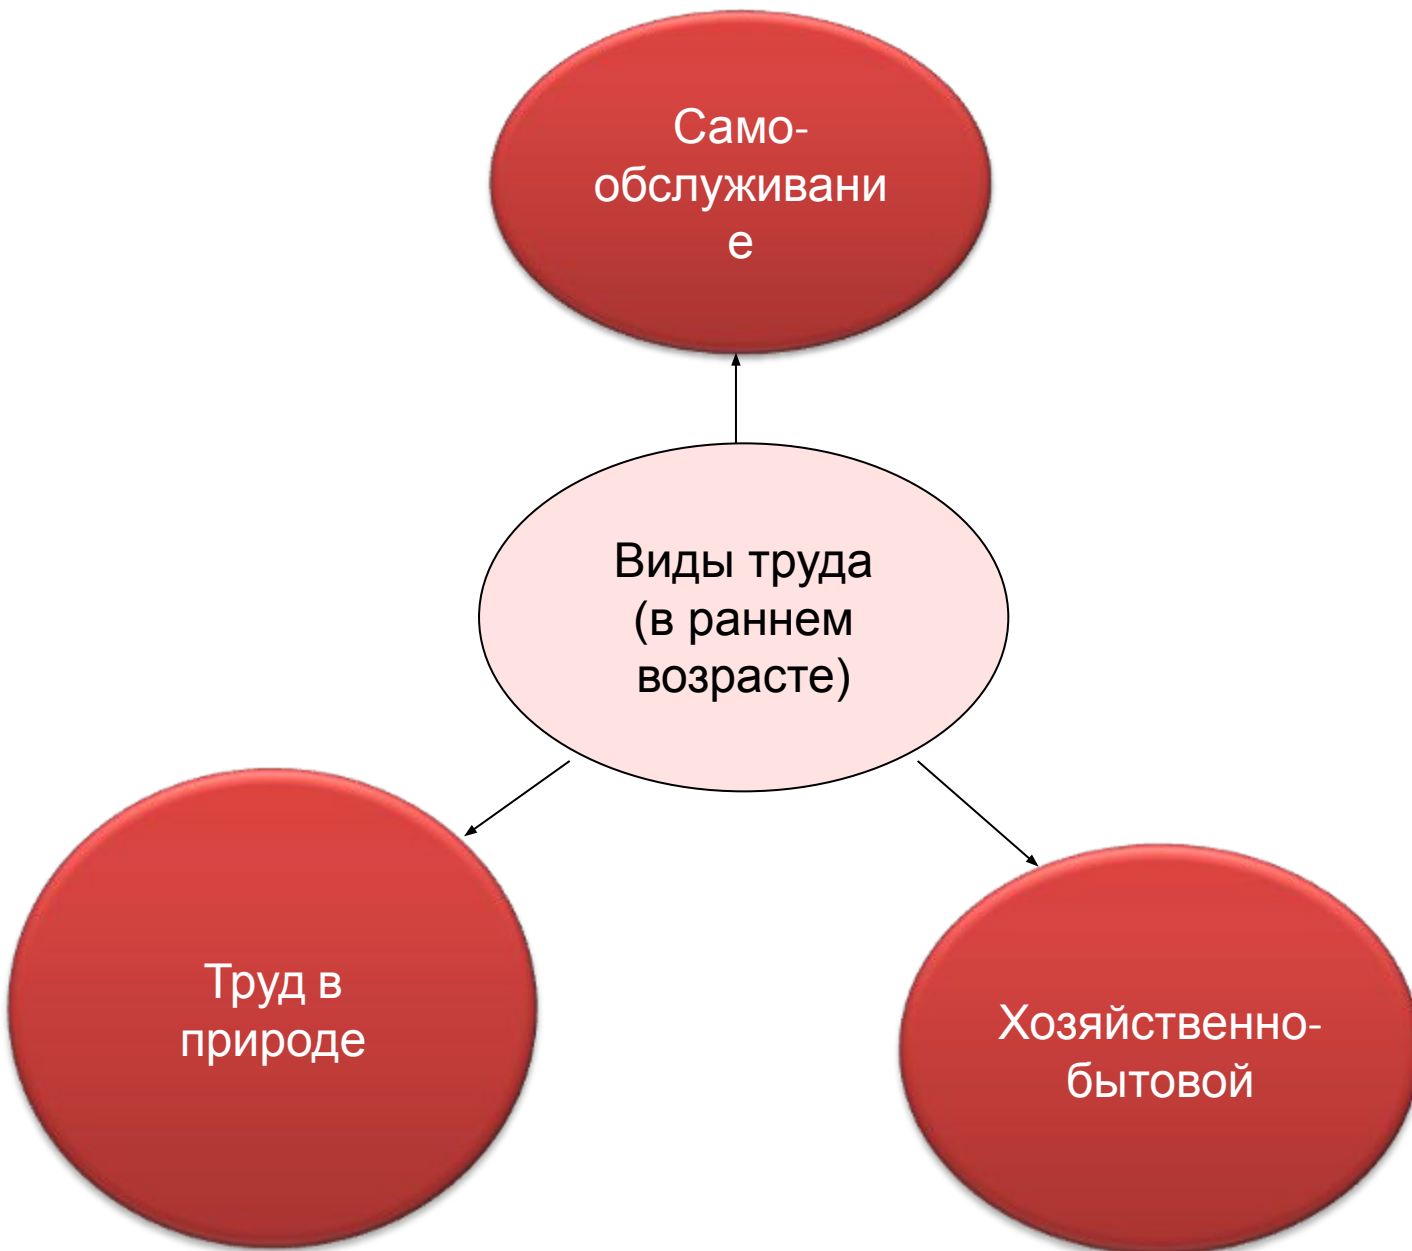 Само-
обслуживани
е
Виды труда
(в раннем
возрасте)
Труд в
природе
Хозяйственно-
бытовой